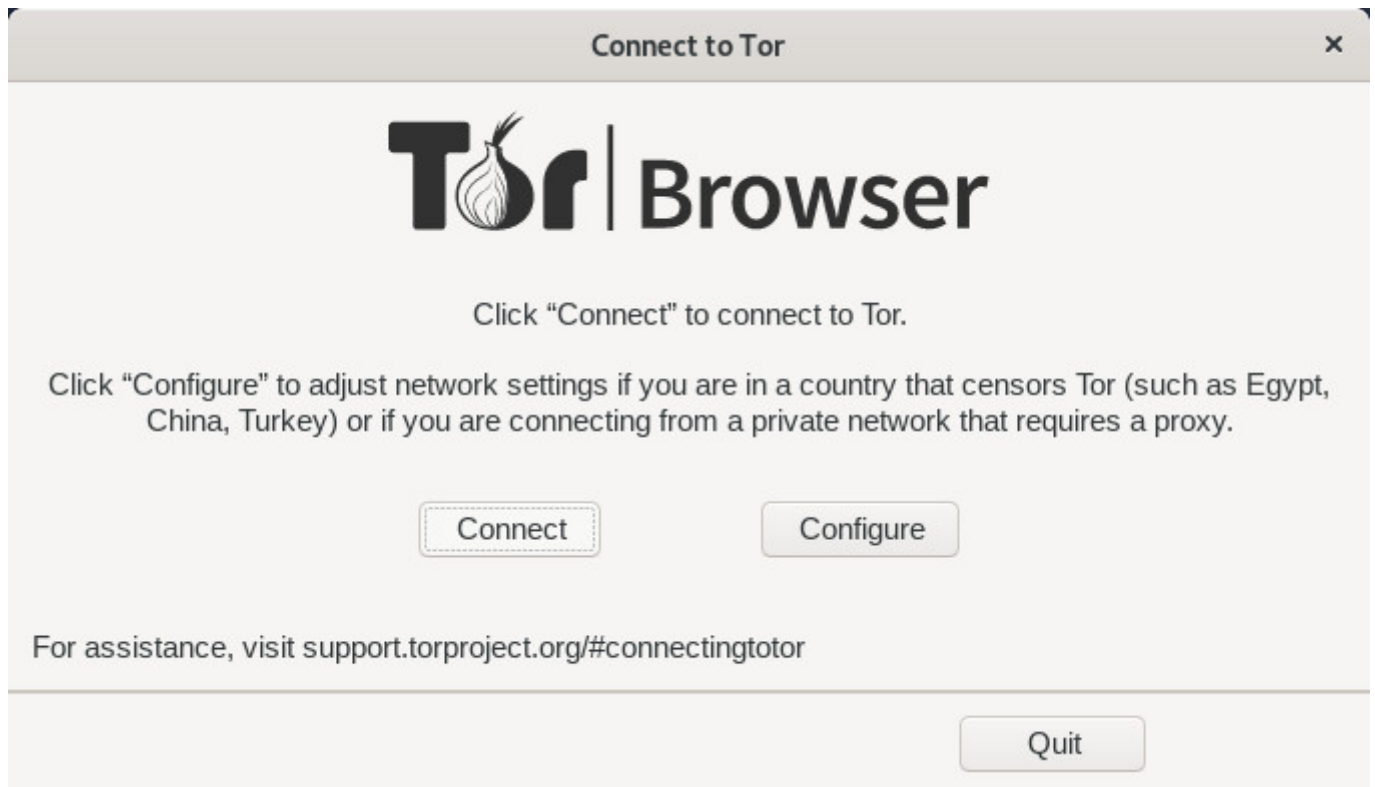 Connect to Tor ×
Tor Browser
Click “Connect” to connect to Tor.
Click “Configure” to adjust network settings if you are in a country that censors Tor (such as Egypt,
China, Turkey) or if you are connecting from a private network that requires a proxy.
Connect Configure
For assistance, visit support.torproject.org/#connectingtotor
Quit